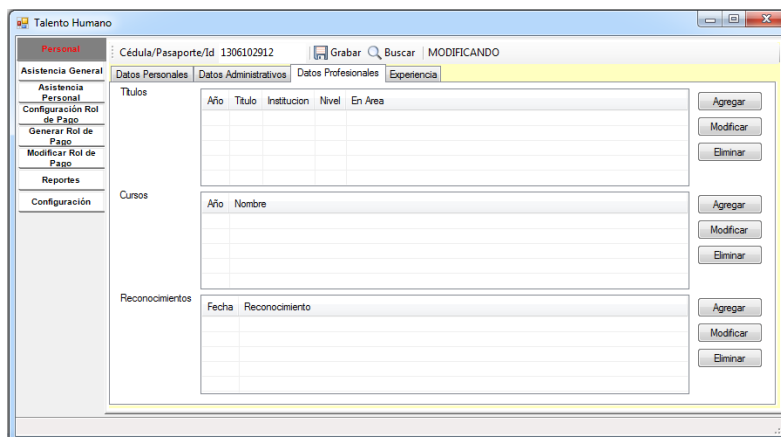 Talento Humano
Personal
Asistencia General
Asistencia
Personal
Configuración Rol
de Pago
Generar Rol de
Pago
Modificar Rol de
Pago
Reportes
Configuración
Cédula/Pasaporte/Id 1306102912 Grabar Buscar MODIFICANDO
Datos Personales Datos Administrativos Datos Profesionales Experiencia
Títulos
Año Titulo Institucion Nivel En Area
Agregar
Modificar
Eliminar
Cursos
Año Nombre
Agregar
Modificar
Eliminar
Reconocimientos
Fecha Reconocimiento
Agregar
Modificar
Eliminar